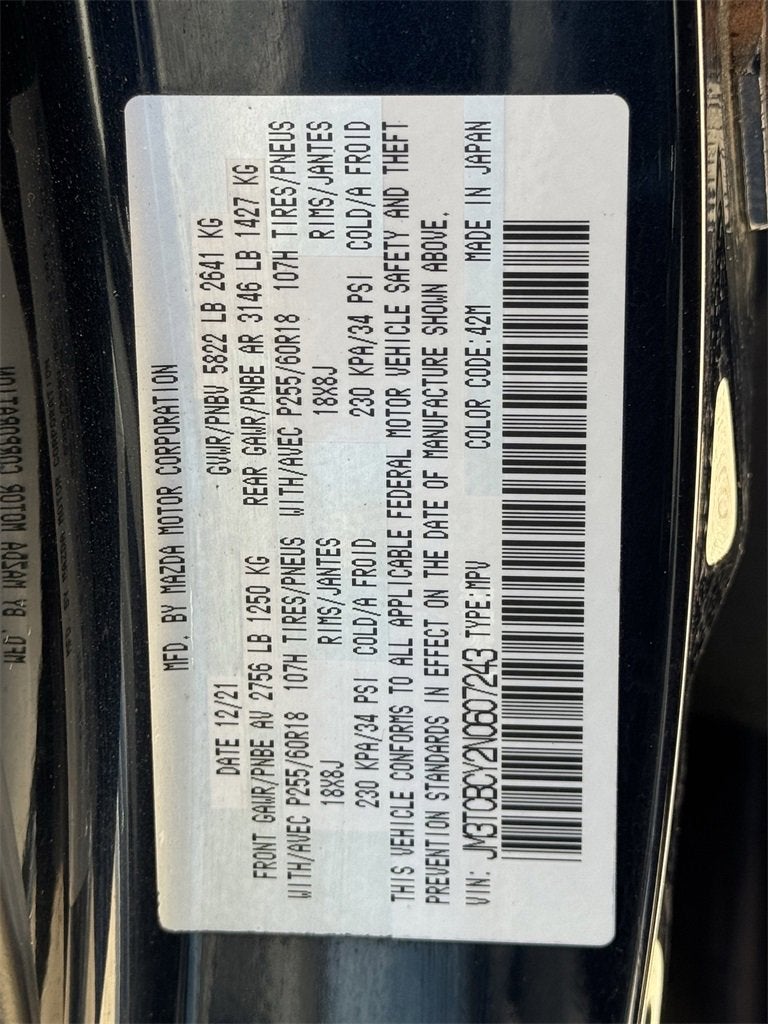 MFD. BY MAZDA MOTOR CORPORATION
DATE 12/21 GVWR/PNBV 5822 LB 2641 KG
FRONT GAWR/PNBE AV 2756 LB 1250 KG REAR GAWR/PNBE AR 3146 LB 1427 KG
WITH/AVEC P255/60R18 107H TIRES/PNEUS WITH/AVEC P255/60R18 107H TIRES/PNEUS
18X8J RIMS/JANTES 18X8J RIMS/JANTES
230 KPA/34 PSI COLD/A FROID 230 KPA/34 PSI COLD/A FROID
THIS VEHICLE CONFORMS TO ALL APPLICABLE FEDERAL MOTOR VEHICLE SAFETY AND THEFT
PREVENTION STANDARDS IN EFFECT ON THE DATE OF MANUFACTURE SHOWN ABOVE.
VIN: JM3TCBCY2N0607243 TYPE:MPV COLOR CODE:42M MADE IN JAPAN